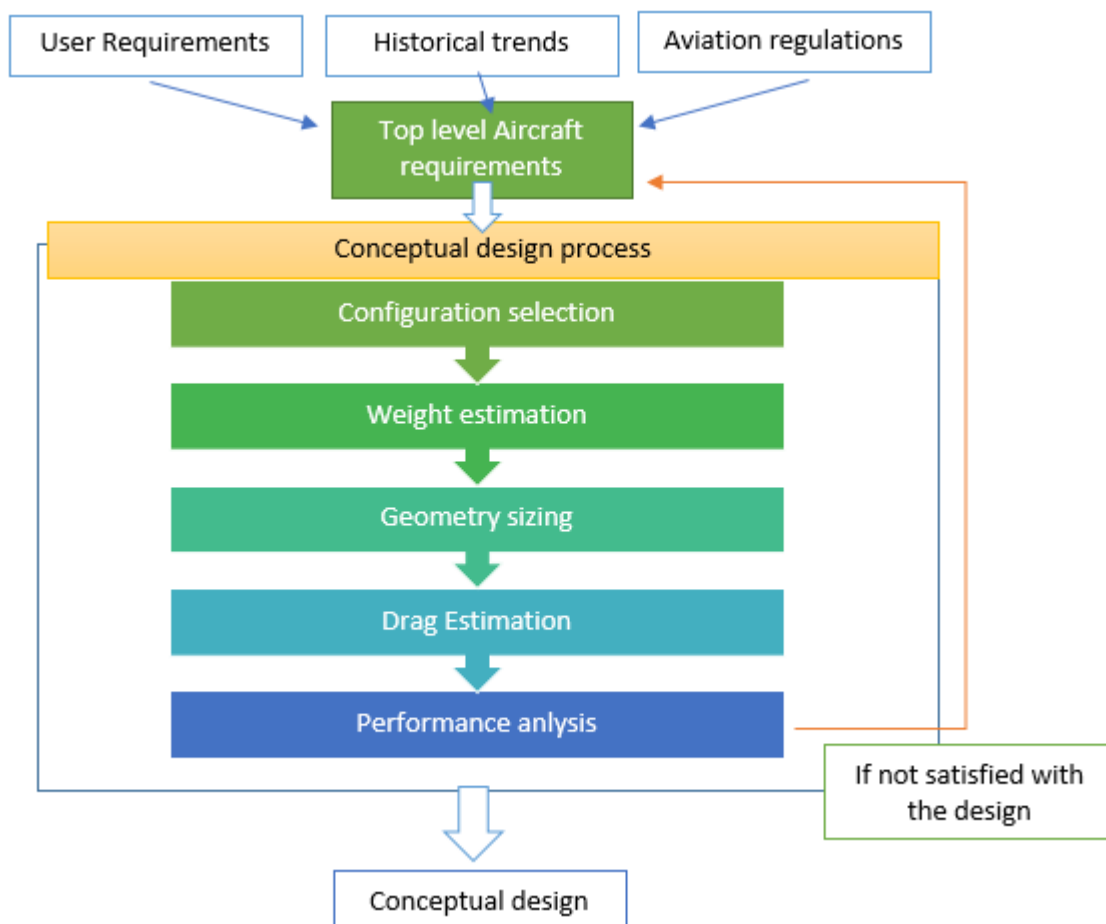 User Requirements
Historical trends
Aviation regulations
Top level Aircraft
requirements
Conceptual design process
Configuration selection
Weight estimation
Geometry sizing
Drag Estimation
Performance anlysis
If not satisfied with
the design
Conceptual design